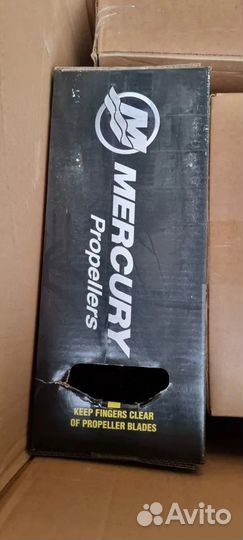 MERCURY
Propellers
KEEP FINGERS CLEAR
OF PROPELLER BLADES
Avito